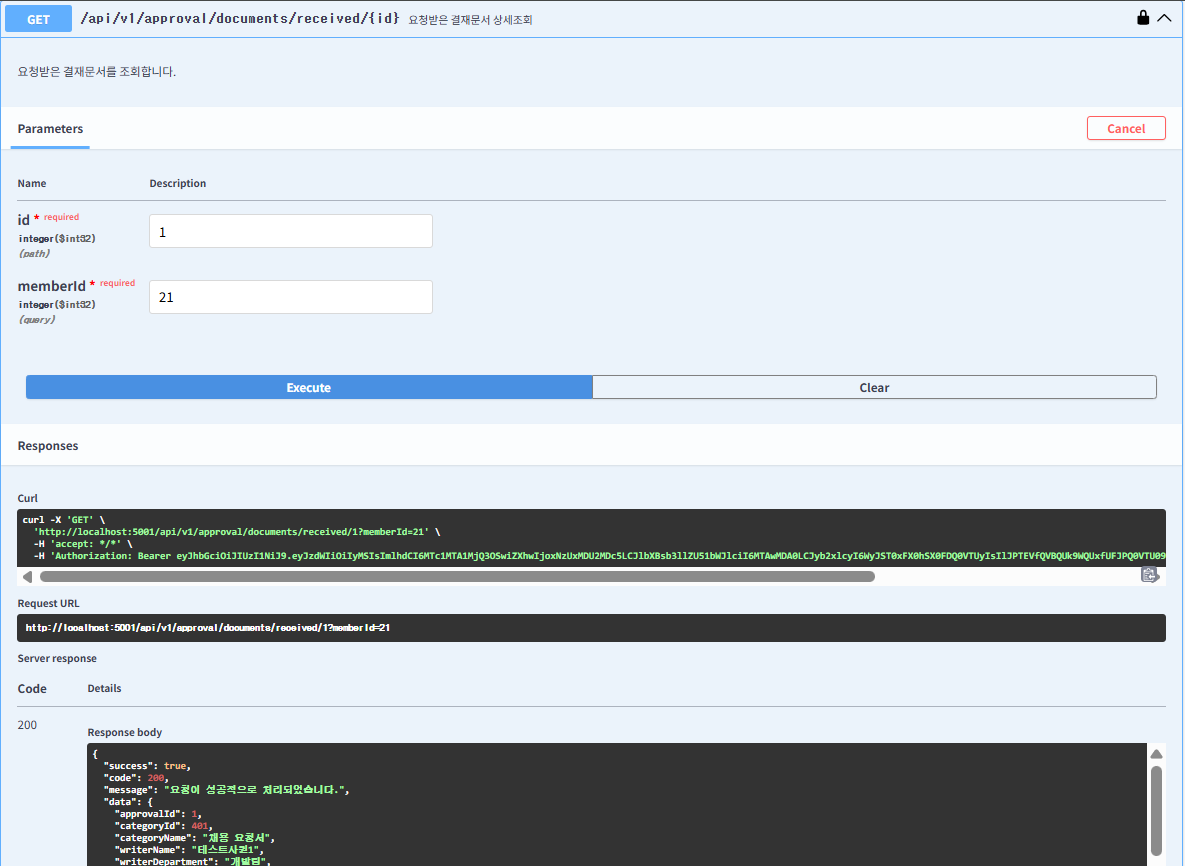 GET /api/v1/approval/documents/received/{id} 요청받은 결재문서 상세조회
요청받은 결재문서를 조회합니다.
Parameters
Cancel
Name Description
id * required
integer($int32)
(path)
1
memberId * required
integer($int32)
(query)
21
Execute
Clear
Responses
Curl
curl -X 'GET' \
'http://localhost:5001/api/v1/approval/documents/received/1?memberId=21' \
-H 'accept: */*' \
-H 'Authorization: Bearer
Request URL
http://localhost:5001/api/v1/approval/documents/received/1?memberId=21
Server response
Code Details
200
Response body
{
"success": true,
"code": 200,
"message": "요청이 성공적으로 처리되었습니다.",
"data": {
"approvalId": 1,
"categoryId": 401,
"categoryName": "채용 요청서",
"writerName": "테스트사원1",
"writerDepartment": "개발팀",